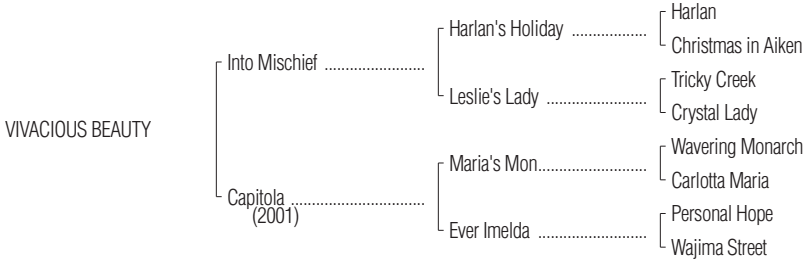 Harlan
Harlan's Holiday ..................
Christmas in Aiken
Into Mischief ........................
Tricky Creek
Leslie's Lady ........................
Crystal Lady
VIVACIOUS BEAUTY
Wavering Monarch
Maria's Mon..........................
Carlotta Maria
Capitola ................................
(2001)
Personal Hope
Ever Imelda ..........................
Wajima Street